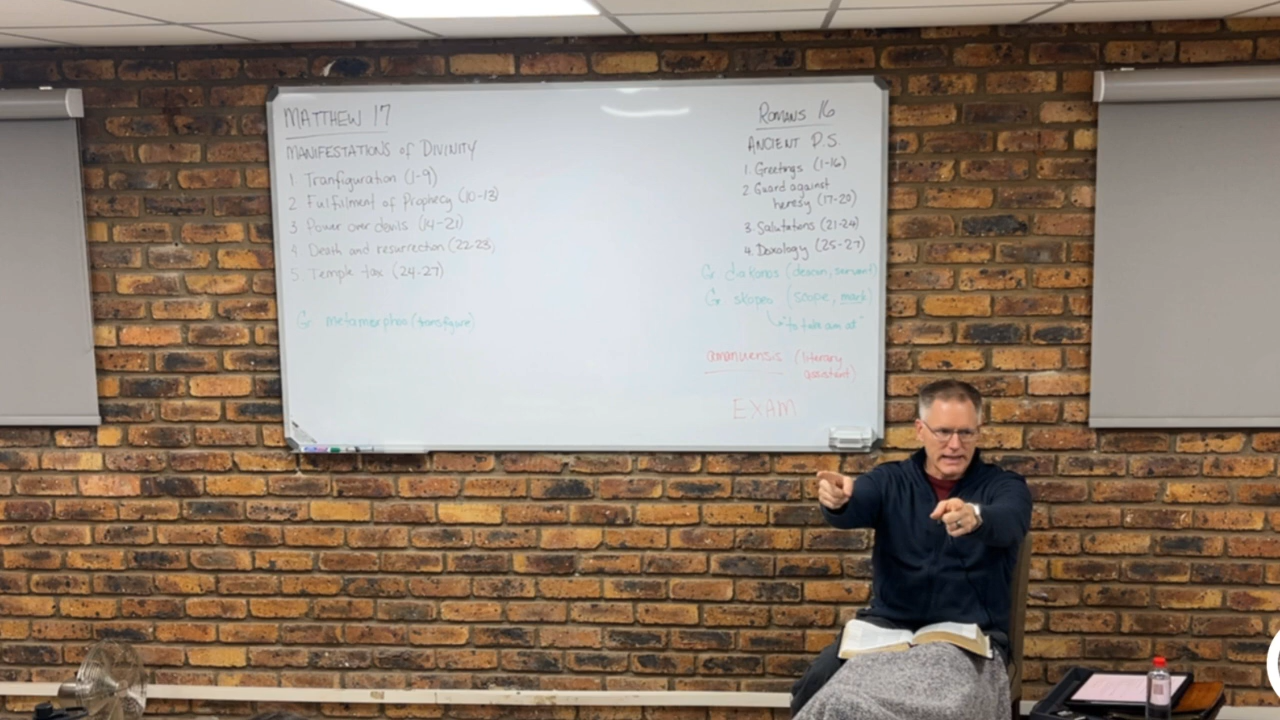 MATTHEW 17
MANIFESTATIONS of DIVINITY
1 Tranfiguration (1-9)
2 Fulfilment of Prophecy (10-13)
3 Power over devils (14-21)
4 Death and resurrection (22-23)
5 Temple tax (24-27)
Gr metamorphoo (transfigure)
ROMANS 16
ANCIENT P.S.
1. Greetings (1-16)
2 Guard against
heresy (17-20)
3. Salutations (21-24)
4. Doxology (25-27)
Gr diakonos (deacon, servant)
Gr skopeo (scope, mark)
"to take aim at"
amanuensis (literary
assistant)
EXAM